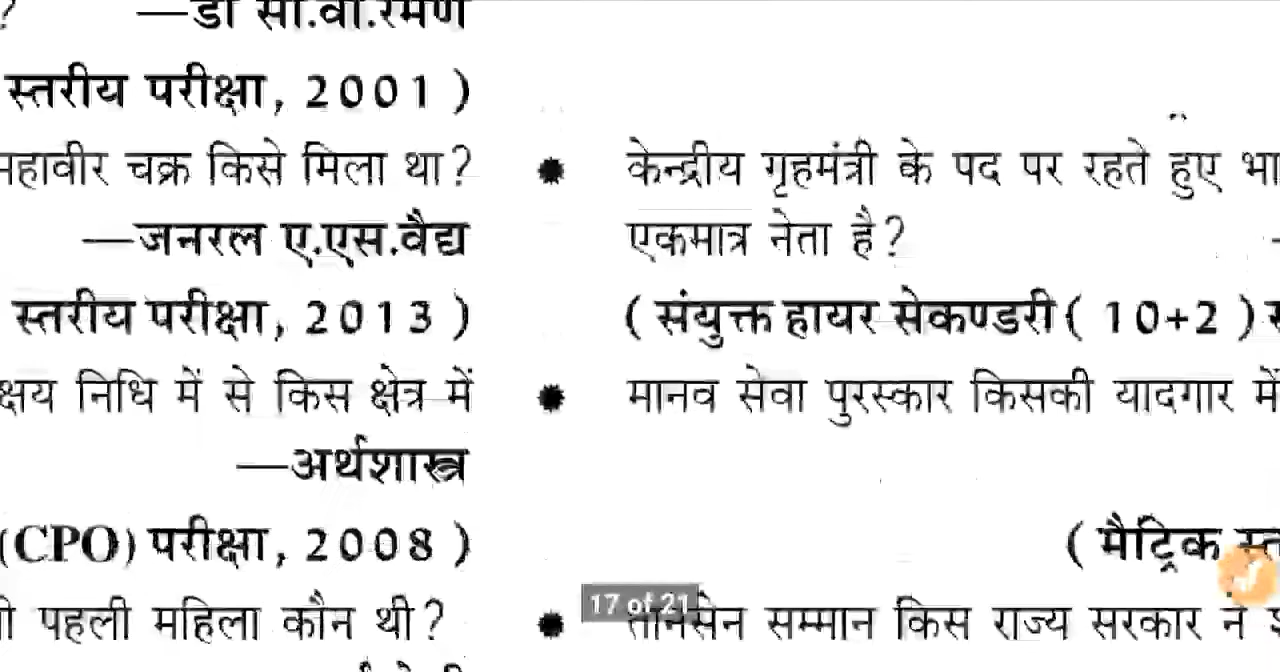 ? —डॉ सी.वी.रमण
स्तरीय परीक्षा, 2001 )
महावीर चक्र किसे मिला था?
—जनरल ए.एस.वैद्य
स्तरीय परीक्षा, 2013 )
क्षय निधि में से किस क्षेत्र में
—अर्थशास्त्र
(CPO) परीक्षा, 2008 )
पहली महिला कौन थी?
केन्द्रीय गृहमंत्री के पद पर रहते हुए भा
एकमात्र नेता है?
( संयुक्त हायर सेकण्डरी ( 10+2 )
मानव सेवा पुरस्कार किसकी यादगार में
( मैट्रिक स्त
17 of 21
तानसेन सम्मान किस राज्य सरकार ने